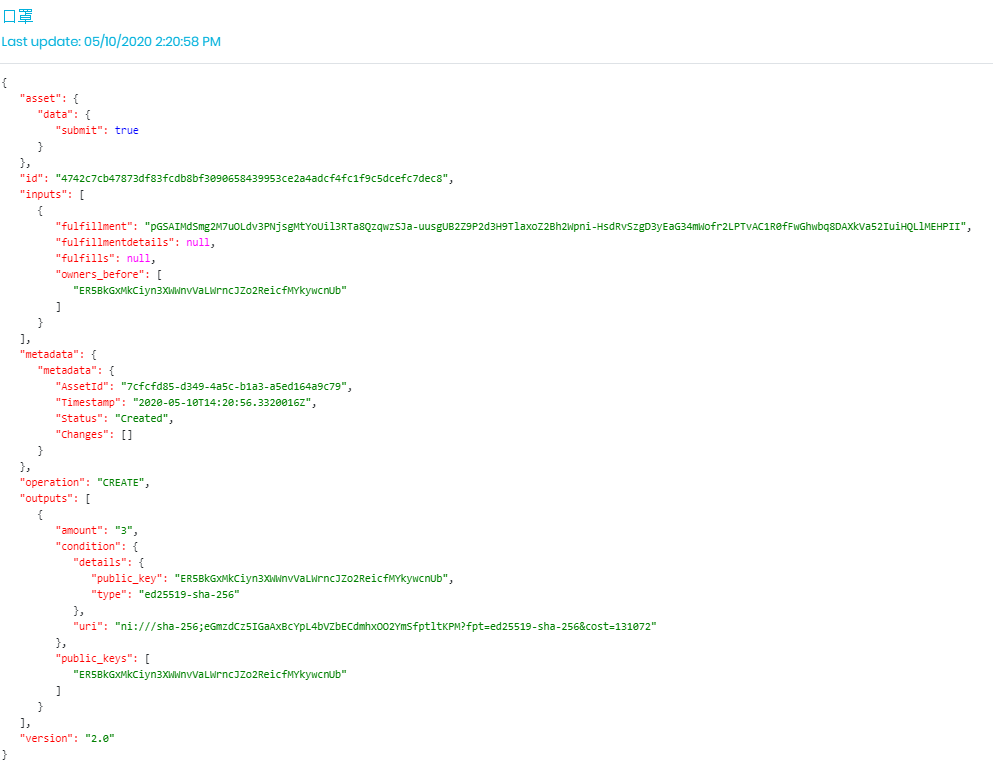 口罩
Last update: 05/10/2020 2:20:58 PM
{
"asset": {
"data": {
"submit": true
}
},
"id": "4742c7cb47873df83fcdb8bf3090658439953ce2a4adcf4fc1f9c5dcefc7dec8",
"inputs": [
{
"fulfillment": "pGSAIMdSmg2M7uOLdv3PNjsgMtYoUil3RTa8QzqwzSJa-uusgUB2Z9P2d3H9TlaxoZ2Bh2Wpni-HsdRvSzgD3yEaG34mWofr2LPTvAC1R0fFwGhwbq8DAXkVa52IuiHQLlMEHPII",
"fulfillmentdetails": null,
"fulfills": null,
"owners_before": [
"ER5BkGxMkCiyn3XWWnvVaLWrncJZo2ReicfMYkywcnUb"
]
}
],
"metadata": {
"metadata": {
"AssetId": "7cfcfd85-d349-4a5c-b1a3-a5ed164a9c79",
"Timestamp": "2020-05-10T14:20:56.3320016Z",
"Status": "Created",
"Changes": []
}
},
"operation": "CREATE",
"outputs": [
{
"amount": "3",
"condition": {
"details": {
"public_key": "ER5BkGxMkCiyn3XWWnvVaLWrncJZo2ReicfMYkywcnUb",
"type": "ed25519-sha-256"
},
"uri": "ni:///sha-256;eGmzdCz5IGaAxBcYpL4bVZbECdmhxOO2YmSfptltKPM?fpt=ed25519-sha-256&cost=131072"
},
"public_keys": [
"ER5BkGxMkCiyn3XWWnvVaLWrncJZo2ReicfMYkywcnUb"
]
}
],
"version": "2.0"
}